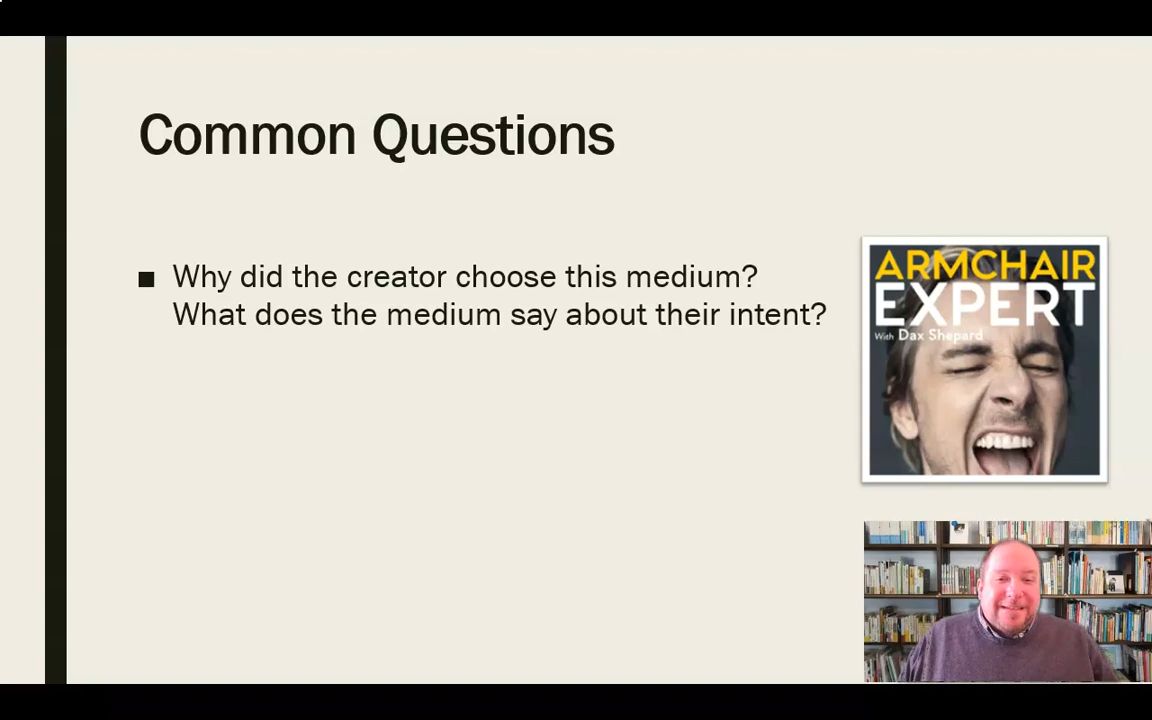 Common Questions
■ Why did the creator choose this medium?
What does the medium say about their intent?
ARMCHAIR
EXPERT
With Dax Shepard